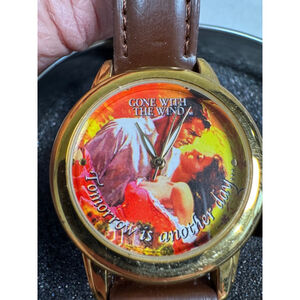 GONE WITH
THE WIND
Tomorrow is another day...